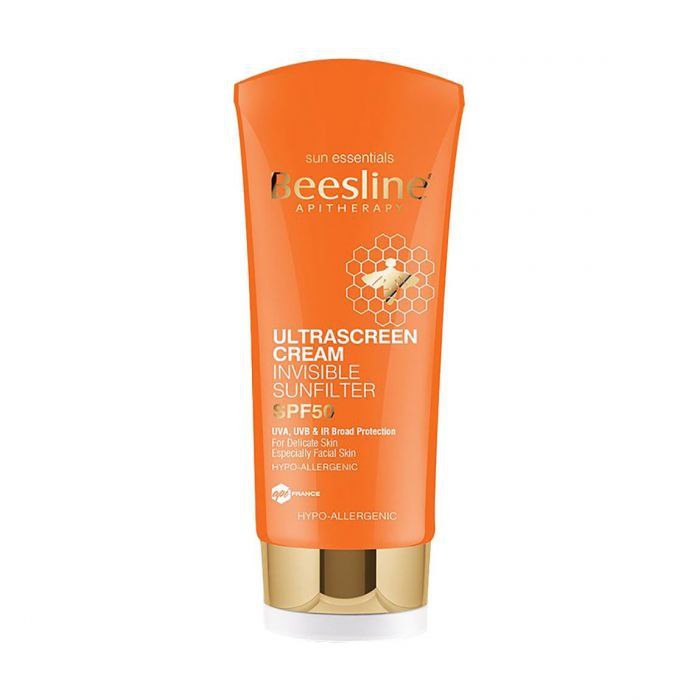 sun essentials
Beesline
APITHERAPY
ULTRASCREEN
CREAM
INVISIBLE
SUNFILTER
SPF50
UVA, UVB & IR Broad Protection
For Delicate Skin
Especially Facial Skin
HYPO-ALLERGENIC
api FRANCE
HYPO-ALLERGENIC